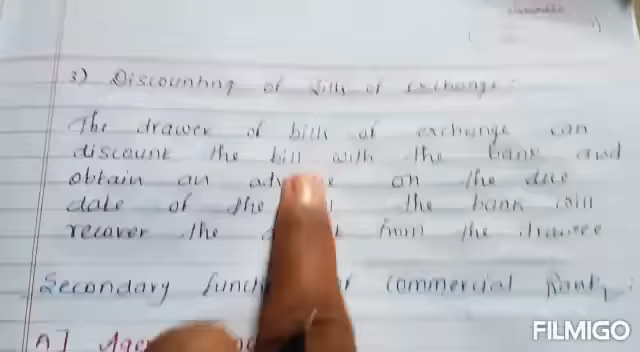 3) Discounting of bills of exchange :
The drawer of bills of exchange can
discount the bill with the bank and
obtain an on the due
date of the the bank will
recover the from the drawee
Secondary of commercial Bank :
A]
FILMIGO